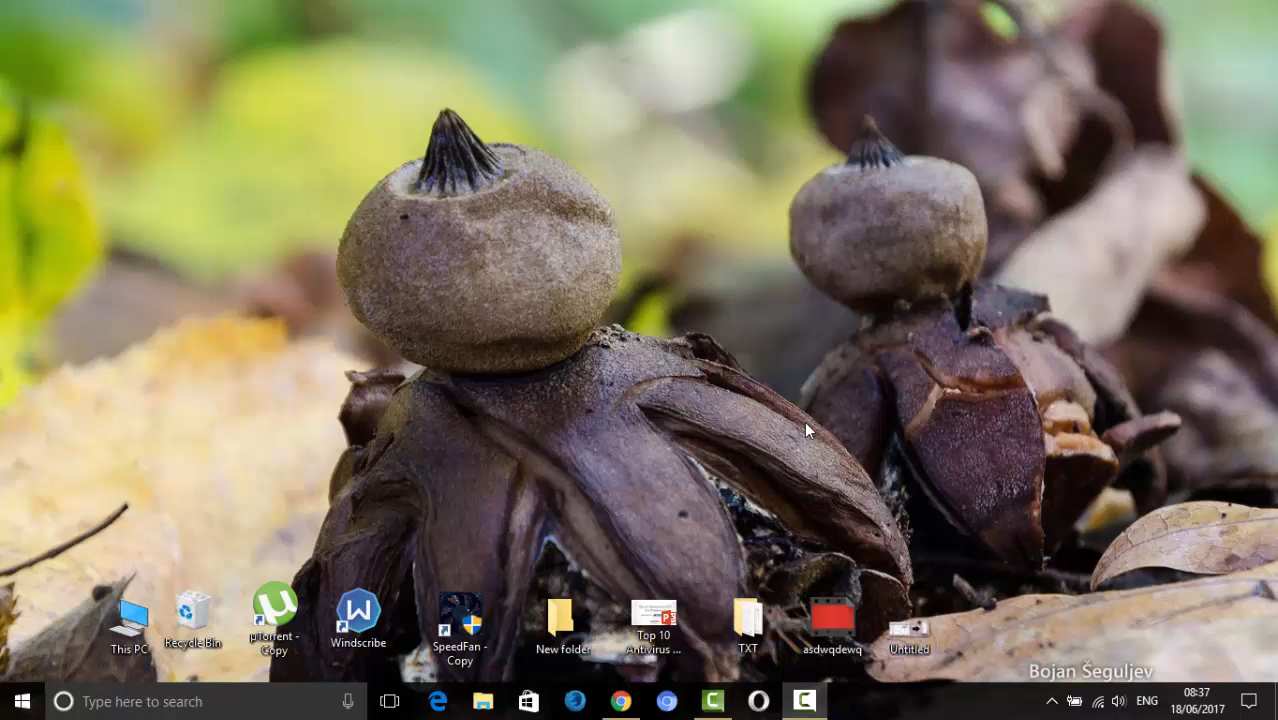 This PC
Recycle Bin
µTorrent -
Copy
Windscribe
SpeedFan -
Copy
New folder
Top 10
Antivirus ...
TXT
asdwqdewq
Untitled
Bojan Šeguljev
Type here to search
ENG
08:37
18/06/2017